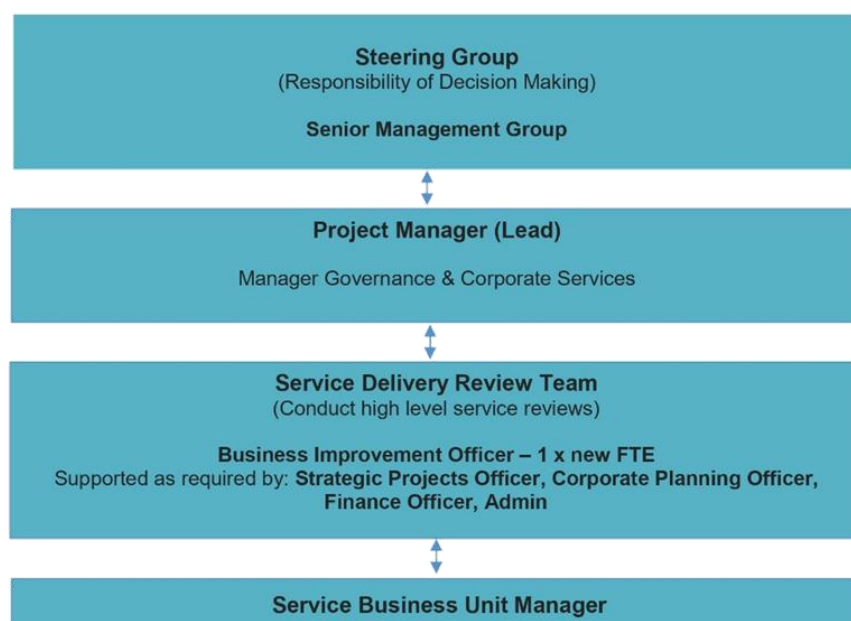 Steering Group
(Responsibility of Decision Making)
Senior Management Group
Project Manager (Lead)
Manager Governance & Corporate Services
Service Delivery Review Team
(Conduct high level service reviews)
Business Improvement Officer – 1 x new FTE
Supported as required by: Strategic Projects Officer, Corporate Planning Officer,
Finance Officer, Admin
Service Business Unit Manager